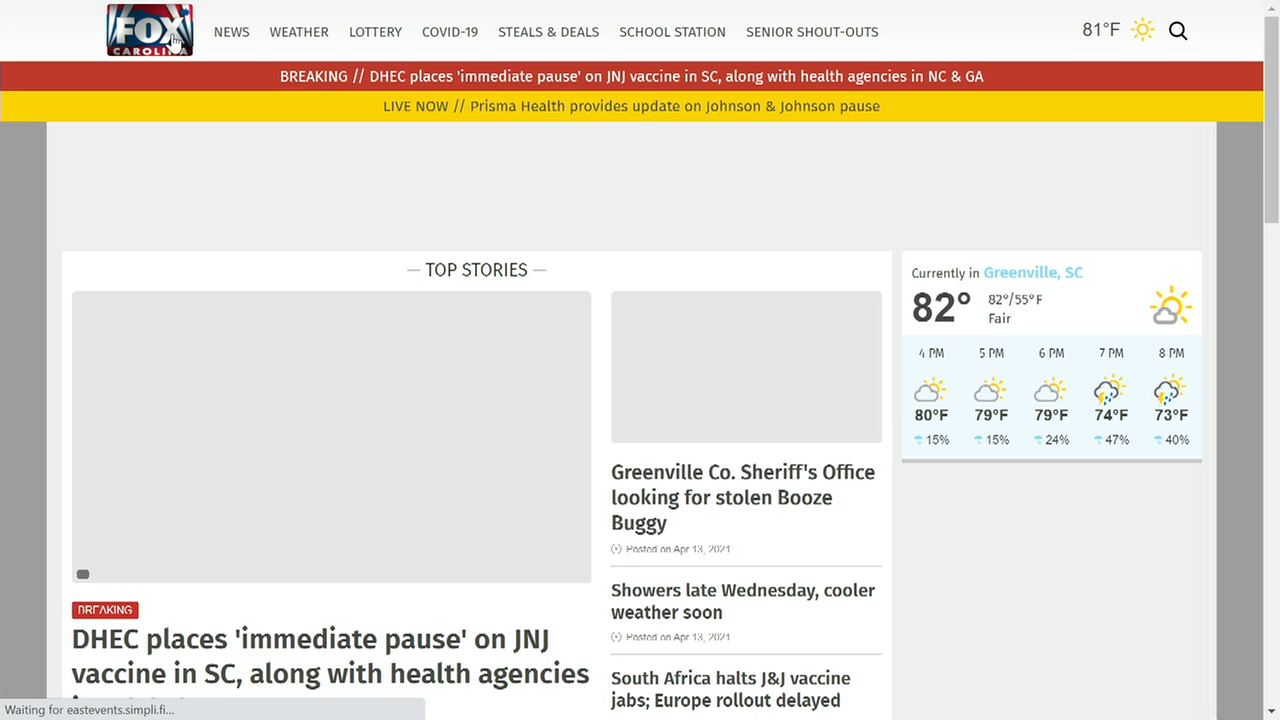 FOX
CAROLINA
NEWS
WEATHER
LOTTERY
COVID-19
STEALS & DEALS
SCHOOL STATION
SENIOR SHOUT-OUTS
81°F
BREAKING // DHEC places 'immediate pause' on JNJ vaccine in SC, along with health agencies in NC & GA
LIVE NOW // Prisma Health provides update on Johnson & Johnson pause
— TOP STORIES —
BREAKING
DHEC places 'immediate pause' on JNJ
vaccine in SC, along with health agencies
Greenville Co. Sheriff's Office
looking for stolen Booze
Buggy
Posted on Apr 13, 2021
Showers late Wednesday, cooler
weather soon
Posted on Apr 13, 2021
South Africa halts J&J vaccine
jabs; Europe rollout delayed
Currently in Greenville, SC
82°
82°/55°F
Fair
4 PM 5 PM 6 PM 7 PM 8 PM
80°F 79°F 79°F 74°F 73°F
15% 15% 24% 47% 40%
Waiting for eastevents.simpli.fi...